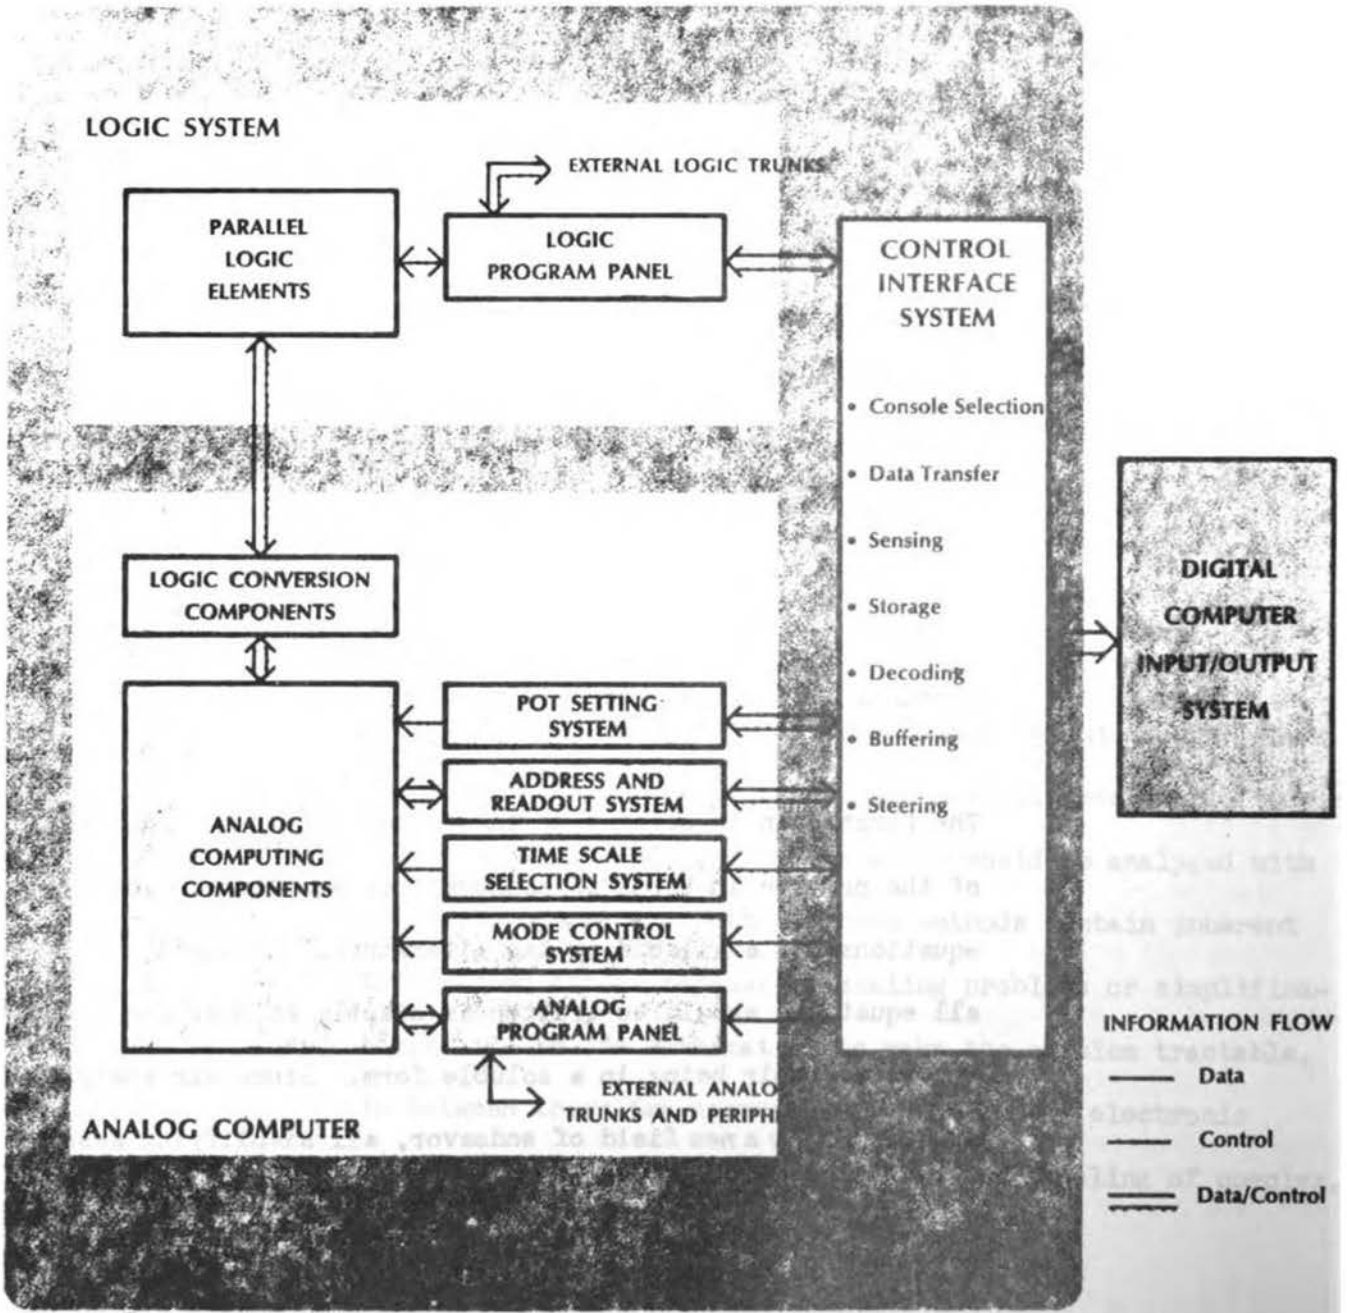 LOGIC SYSTEM
EXTERNAL LOGIC TRUNKS
PARALLEL
LOGIC
ELEMENTS
LOGIC
PROGRAM PANEL
CONTROL
INTERFACE
SYSTEM
• Console Selection
• Data Transfer
• Sensing
• Storage
• Decoding
• Buffering
• Steering
DIGITAL
COMPUTER
INPUT/OUTPUT
SYSTEM
LOGIC CONVERSION
COMPONENTS
ANALOG
COMPUTING
COMPONENTS
POT SETTING
SYSTEM
ADDRESS AND
READOUT SYSTEM
TIME SCALE
SELECTION SYSTEM
MODE CONTROL
SYSTEM
ANALOG
PROGRAM PANEL
EXTERNAL ANALO
TRUNKS AND PERIPH
ANALOG COMPUTER
INFORMATION FLOW
Data
Control
Data/Control